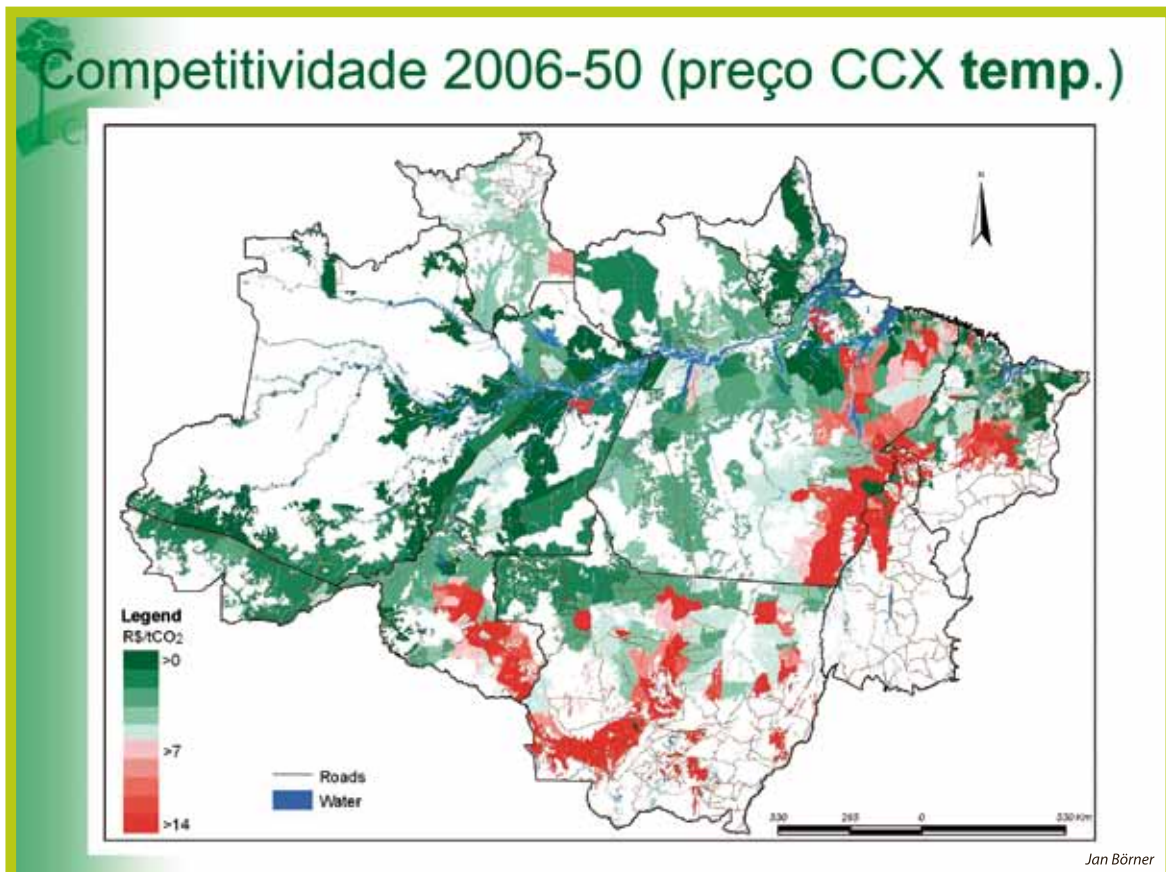 Competitividade 2006-50 (preço CCX temp.)
N
Legend
R$/tCO2
>0
>7
>14
Roads
Water
330
265
0
330 Km
Jan Börner